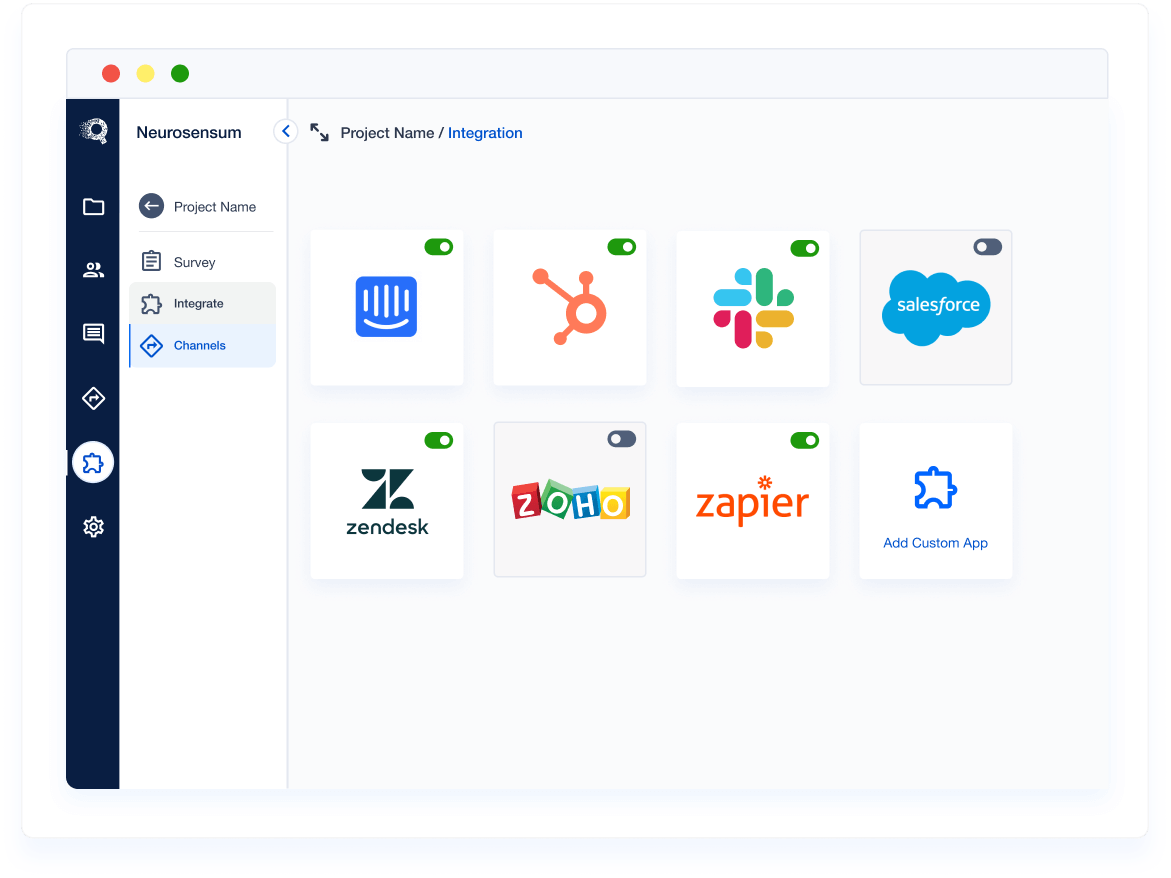 Neurosensum
Project Name / Integration
Project Name
Survey
Integrate
Channels
salesforce
zendesk
ZOHO
zapier
Add Custom App